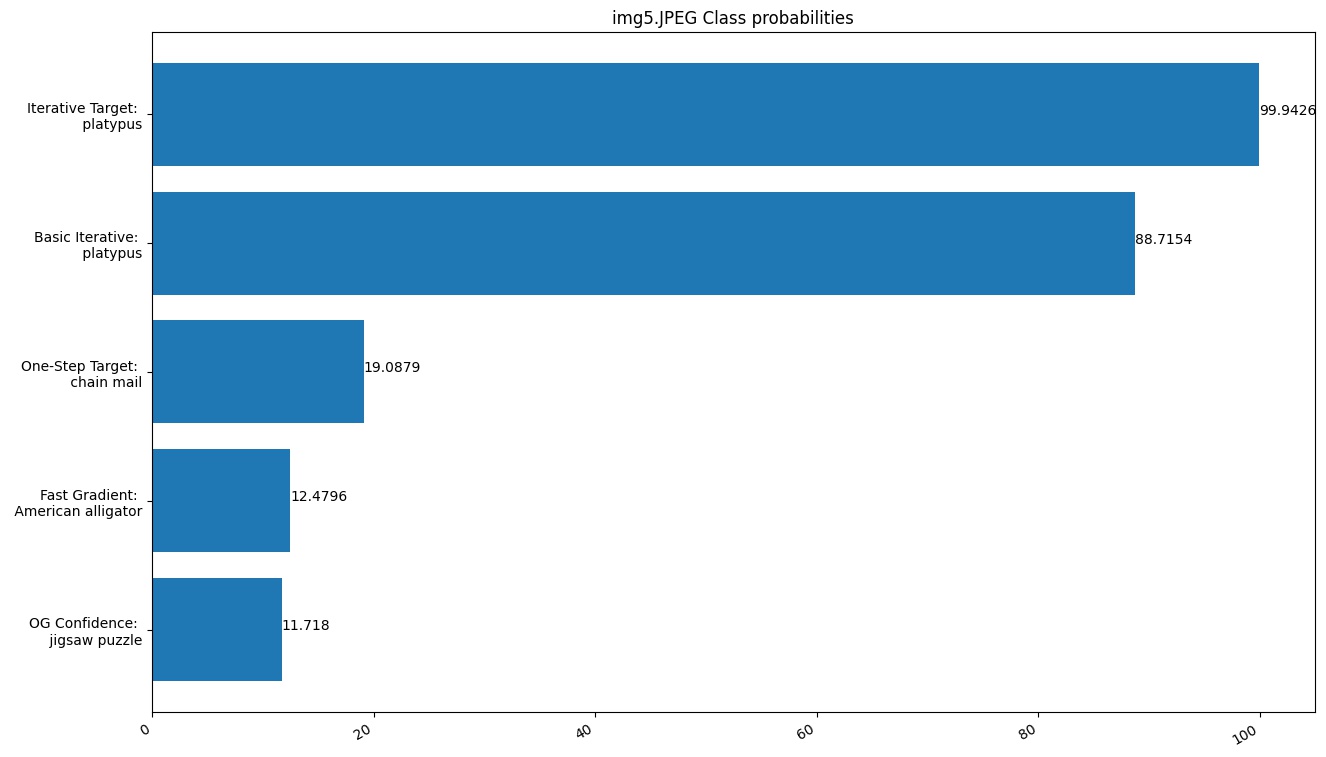 img5.JPEG Class probabilities
Iterative Target:
platypus
99.9426
Basic Iterative:
platypus
88.7154
One-Step Target:
chain mail
19.0879
Fast Gradient:
American alligator
12.4796
OG Confidence:
jigsaw puzzle
11.718
0 20 40 60 80 100